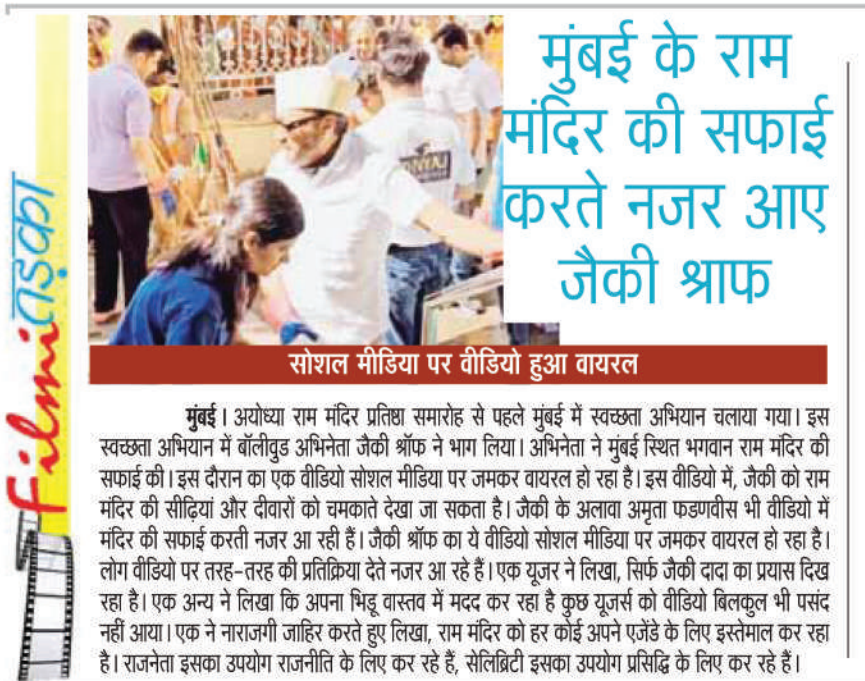 मुंबई के राम
मंदिर की सफाई
करते नजर आए
जैकी श्राफ
Filmiतड़का
सोशल मीडिया पर वीडियो हुआ वायरल
मुंबई। अयोध्या राम मंदिर प्रतिष्ठा समारोह से पहले मुंबई में स्वच्छता अभियान चलाया गया। इस
स्वच्छता अभियान में बॉलीवुड अभिनेता जैकी श्रॉफ ने भाग लिया। अभिनेता ने मुंबई स्थित भगवान राम मंदिर की
सफाई की। इस दौरान का एक वीडियो सोशल मीडिया पर जमकर वायरल हो रहा है। इस वीडियो में, जैकी को राम
मंदिर की सीढ़ियां और दीवारों को चमकाते देखा जा सकता है। जैकी के अलावा अमृता फडणवीस भी वीडियो में
मंदिर की सफाई करती नजर आ रही हैं। जैकी श्रॉफ का ये वीडियो सोशल मीडिया पर जमकर वायरल हो रहा है।
लोग वीडियो पर तरह-तरह की प्रतिक्रिया देते नजर आ रहे हैं। एक यूजर ने लिखा, सिर्फ जैकी दादा का प्रयास दिख
रहा है। एक अन्य ने लिखा कि अपना भिडू वास्तव में मदद कर रहा है कुछ यूजर्स को वीडियो बिलकुल भी पसंद
नहीं आया। एक ने नाराजगी जाहिर करते हुए लिखा, राम मंदिर को हर कोई अपने एजेंडे के लिए इस्तेमाल कर रहा
है। राजनेता इसका उपयोग राजनीति के लिए कर रहे हैं, सेलिब्रिटी इसका उपयोग प्रसिद्धि के लिए कर रहे हैं।